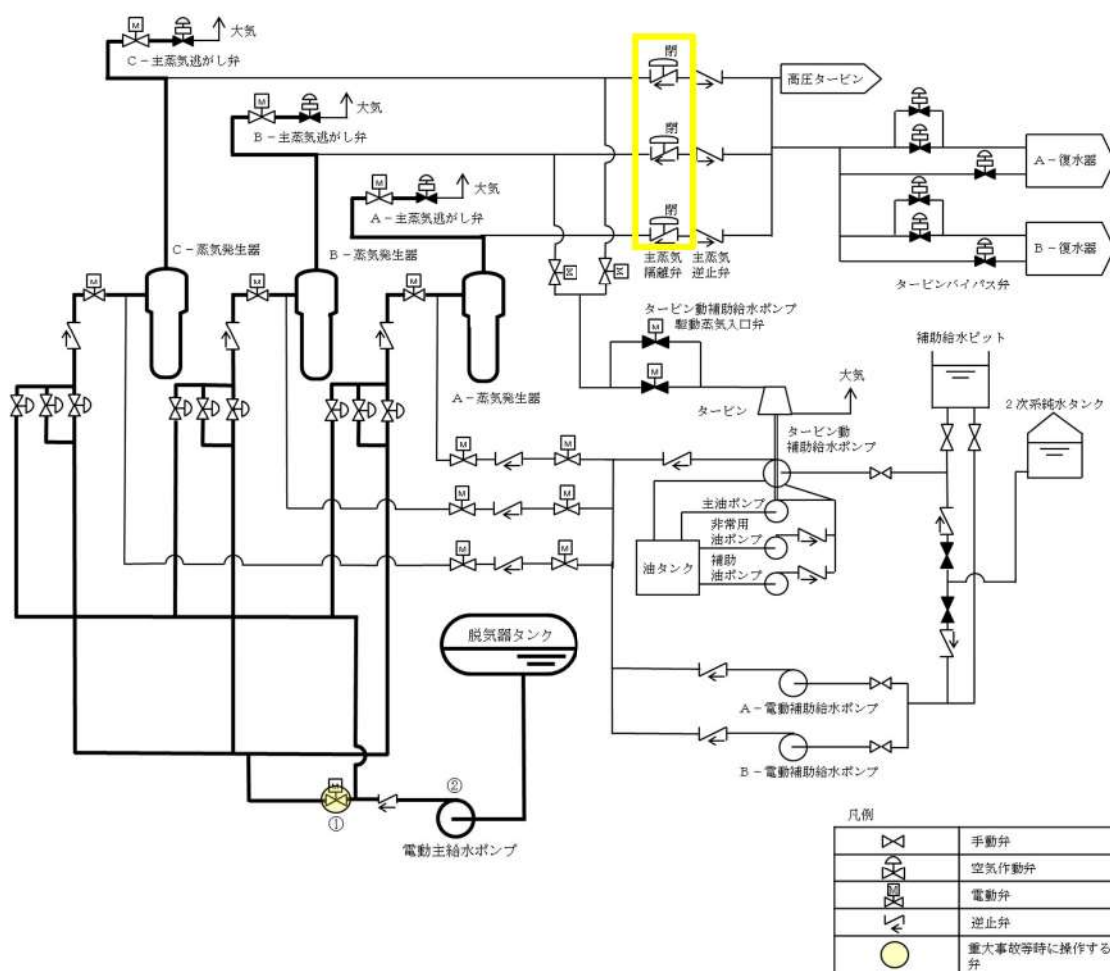 大気
C-主蒸気逃がし弁
大気
B-主蒸気逃がし弁
大気
A-主蒸気逃がし弁
閉
閉
閉
主蒸気
隔離弁
主蒸気
逆止弁
高圧タービン
A-復水器
B-復水器
タービンバイパス弁
C-蒸気発生器
B-蒸気発生器
A-蒸気発生器
M
M
M
M
M
M
M
M
タービン動補助給水ポンプ
駆動蒸気入口弁
M
M
タービン
大気
補助給水ピット
2次系純水タンク
タービン動
補助給水ポンプ
M
M
M
M
M
M
主油ポンプ
非常用
油ポンプ
補助
油ポンプ
油タンク
脱気器タンク
A-電動補助給水ポンプ
B-電動補助給水ポンプ
M
①
②
電動主給水ポンプ
凡例
手動弁
空気作動弁
M
電動弁
逆止弁
重大事故等時に操作する
弁